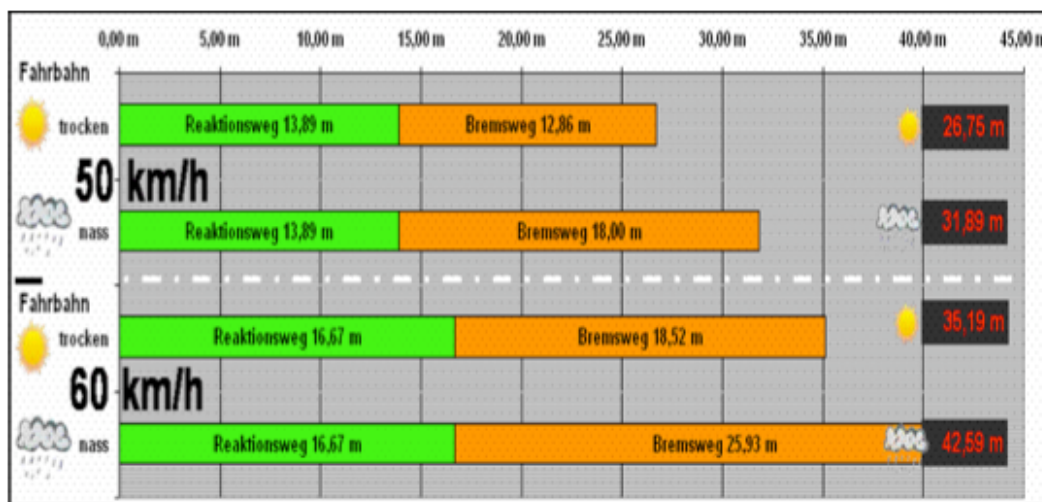 0,00 m 5,00 m 10,00 m 15,00 m 20,00 m 25,00 m 30,00 m 35,00 m 40,00 m 45,00 m
Fahrbahn
trocken Reaktionsweg 13,89 m Bremsweg 12,86 m 26,75 m
50 km/h
nass Reaktionsweg 13,89 m Bremsweg 18,00 m 31,89 m
Fahrbahn
trocken Reaktionsweg 16,67 m Bremsweg 18,52 m 35,19 m
60 km/h
nass Reaktionsweg 16,67 m Bremsweg 25,93 m 42,59 m